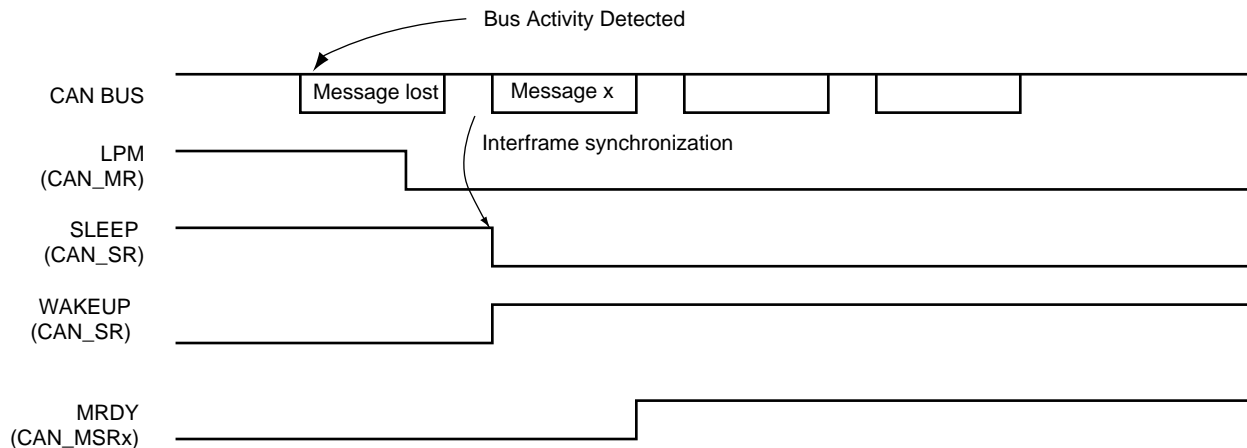 Bus Activity Detected
CAN BUS
Message lost
Message x
Interframe synchronization
LPM
(CAN_MR)
SLEEP
(CAN_SR)
WAKEUP
(CAN_SR)
MRDY
(CAN_MSRx)